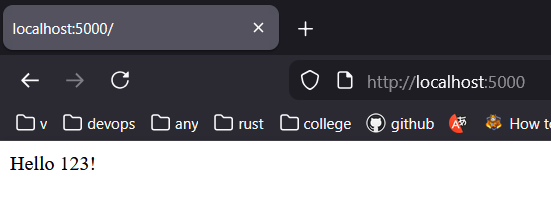 localhost:5000/
http://localhost:5000
v devops any rust college github How to
Hello 123!